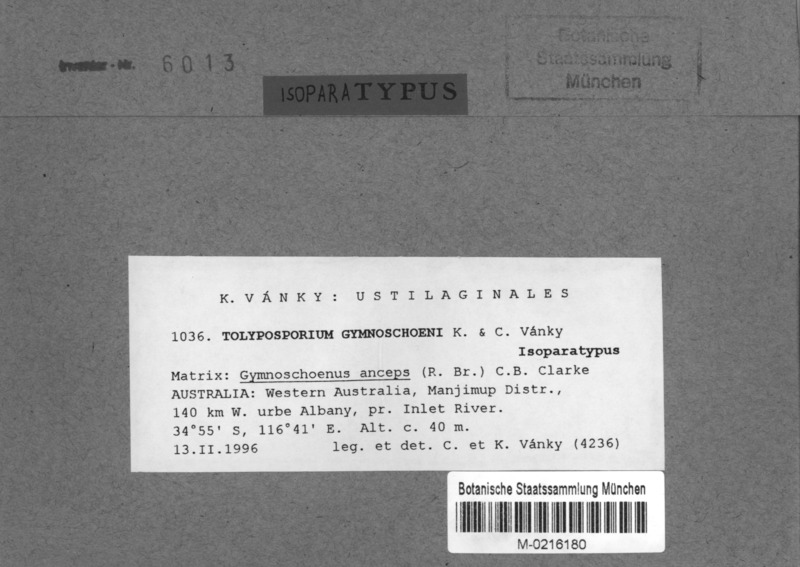 Inventar - Nr. 6013
Botanische
Staatssammlung
München
ISOPARATYPUS
K. VÁNKY: USTILAGINALES
1036. TOLYPOSPORIUM GYMNOSCHOENI K. & C. Vánky
Isoparatypus
Matrix: Gymnoschoenus anceps (R. Br.) C.B. Clarke
AUSTRALIA: Western Australia, Manjimup Distr.,
140 km W. urbe Albany, pr. Inlet River.
34°55' S, 116°41' E. Alt. c. 40 m.
13.II.1996 leg. et det. C. et K. Vánky (4236)
Botanische Staatssammlung München
M-0216180